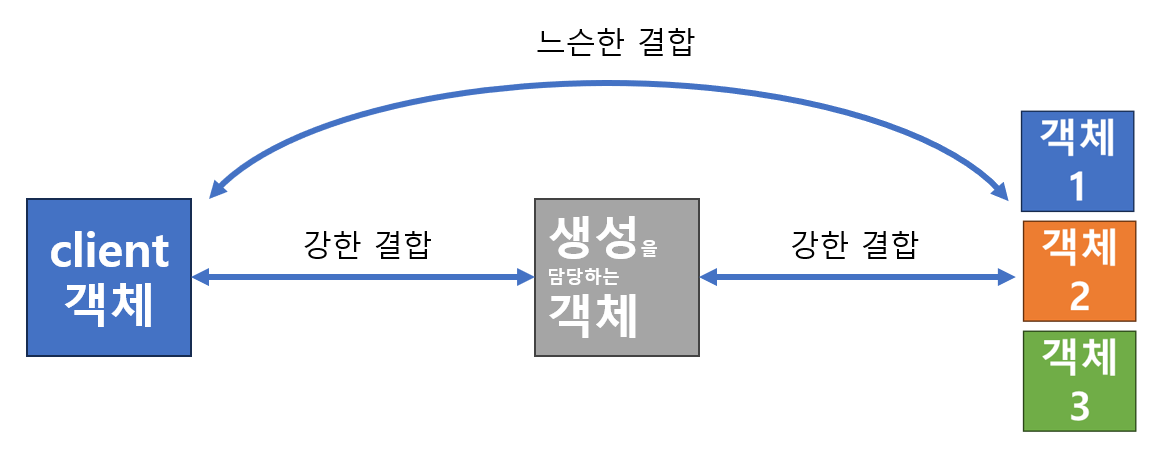 느슨한 결합
client
객체
강한 결합
생성을
담당하는
객체
강한 결합
객체
1
객체
2
객체
3